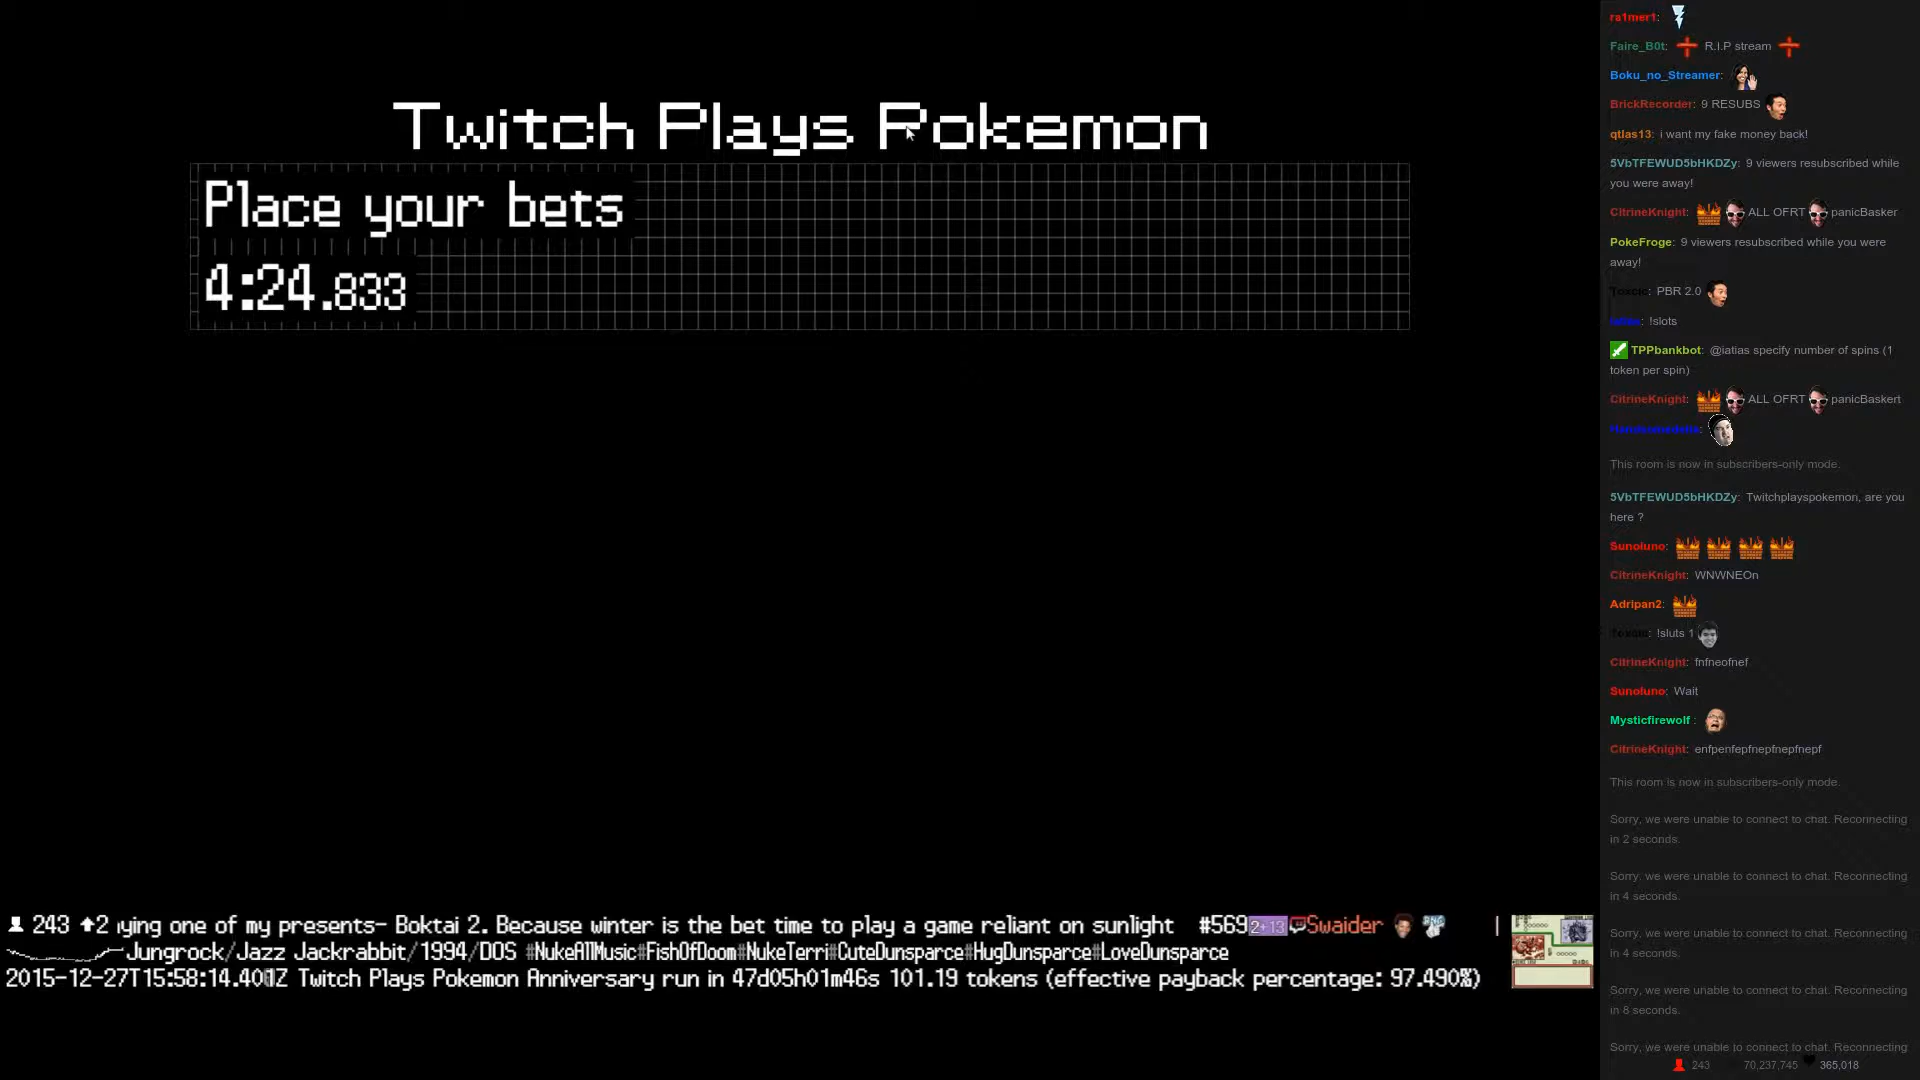 Twitch Plays Pokemon
Place your bets
4:24.833
243 2 ying one of my presents- Boktai 2. Because winter is the bet time to play a game reliant on sunlight #569 2+13 Swaider
Jungrock/Jazz Jackrabbit/1994/DOS #NukeAllMusic#FishOfDoom#NukeTerri#CuteDunsparce#HugDunsparce#LoveDunsparce
2015-12-27T15:58:14.400Z Twitch Plays Pokemon Anniversary run in 47d05h01m46s 101.19 tokens (effective payback percentage: 97.490%)
ra1mer1:
Faire_B0t: R.I.P stream
Boku_no_Streamer:
BrickRecorder: 9 RESUBS
qtlas13: i want my fake money back!
5VbTFEWUD5bHKDZy: 9 viewers resubscribed while
you were away!
CitrineKnight: ALL OFRT panicBasker
PokeFroge: 9 viewers resubscribed while you were
away!
Toxcic: PBR 2.0
iatias: !slots
TPPbankbot: @iatias specify number of spins (1
token per spin)
CitrineKnight: ALL OFRT panicBaskert
This room is now in subscribers-only mode.
5VbTFEWUD5bHKDZy: Twitchplayspokemon, are you
here ?
Sunoluno:
CitrineKnight: WNWNEOn
Adripan2:
Toxcic: !sluts 1
CitrineKnight: fnfneofnef
Sunoluno: Wait
Mysticfirewolf :
CitrineKnight: enfpenfepfnepfnepfnepf
This room is now in subscribers-only mode.
Sorry, we were unable to connect to chat. Reconnecting
in 2 seconds.
Sorry, we were unable to connect to chat. Reconnecting
in 4 seconds.
Sorry, we were unable to connect to chat. Reconnecting
in 4 seconds.
Sorry, we were unable to connect to chat. Reconnecting
in 8 seconds.
Sorry, we were unable to connect to chat. Reconnecting
243 70,237,745 365,018